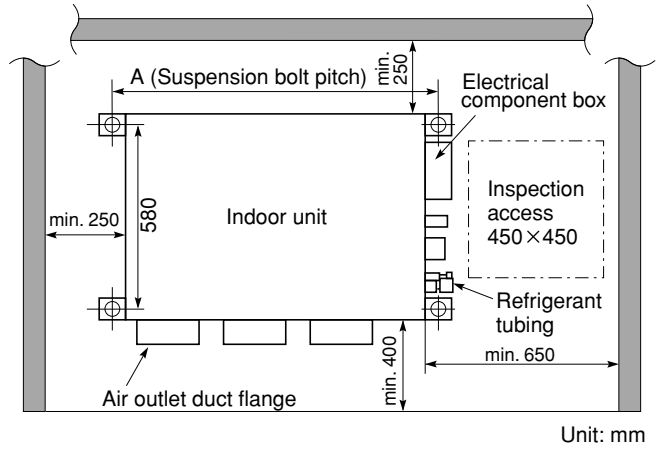 A (Suspension bolt pitch)
min.
250
Electrical
component box
Inspection
access
450×450
Indoor unit
580
min. 250
Refrigerant
tubing
min. 400
min. 650
Air outlet duct flange
Unit: mm